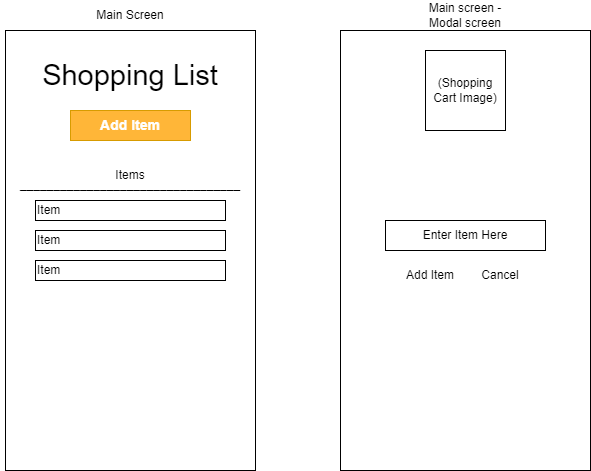 Main Screen
Shopping List
Add Item
Items
Item
Item
Item
Main screen -
Modal screen
(Shopping
Cart Image)
Enter Item Here
Add Item
Cancel